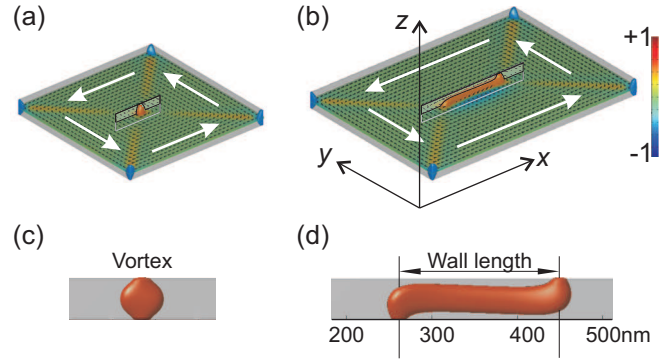 (a)
(b)
z
+1
-1
y
x
(c)
Vortex
(d)
Wall length
200 300 400 500nm